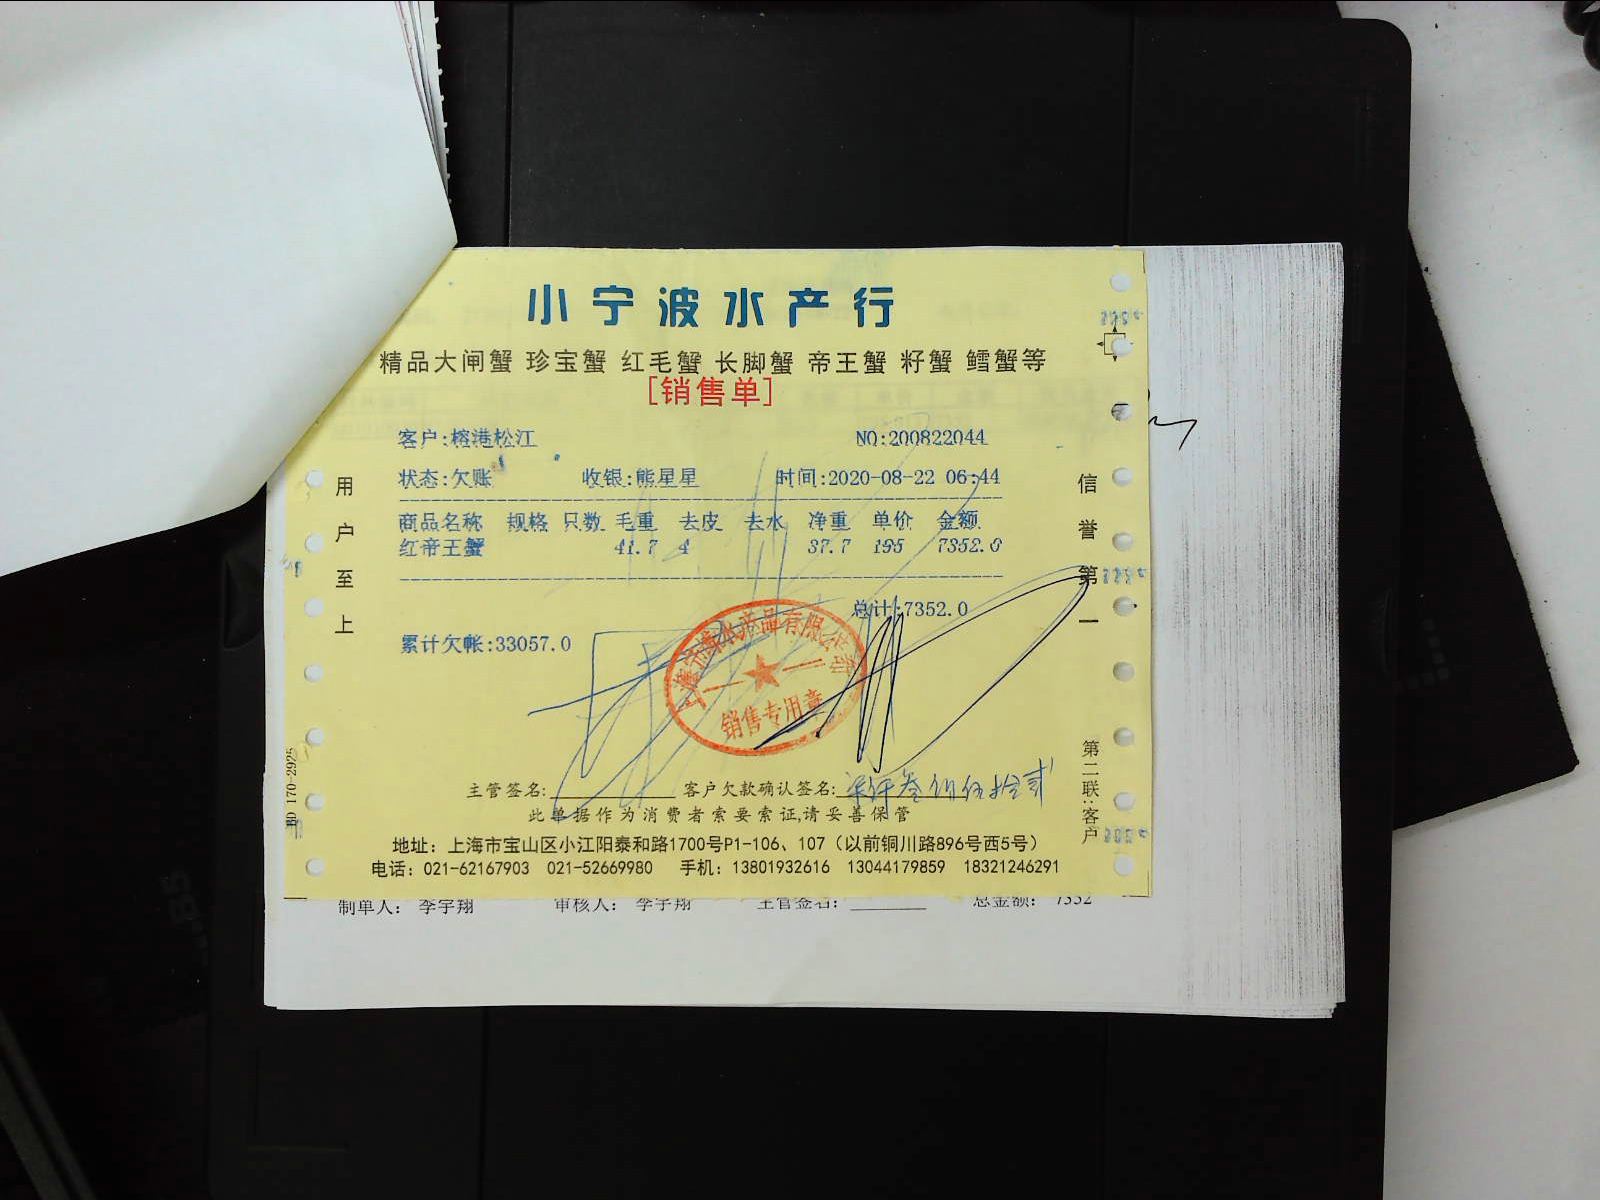 小宁波水产行
精品大闸蟹 珍宝蟹 红毛蟹 长脚蟹 帝王蟹 籽蟹 鳕蟹等
[销售单]
客户:榕港松江 NO:200822044
状态:欠账 收银:熊星星 时间:2020-08-22 06:44
商品名称 规格 只数 毛重 去皮 去水 净重 单价 金额
红帝王蟹 41.7 4 37.7 195 7352.0
总计:7352.0
累计欠帐:33057.0
用户至上
信誉第一
第二联:客户
销售专用章
主管签名: 客户欠款确认签名: 柒仟叁佰伍拾贰
此单据作为消费者索要索证,请妥善保管
地址：上海市宝山区小江阳泰和路1700号P1-106、107（以前铜川路896号西5号）
电话：021-62167903 021-52669980 手机：13801932616 13044179859 18321246291
制单人： 李宇翔 审核人： 李宇翔 主管签名： 总金额： 7352